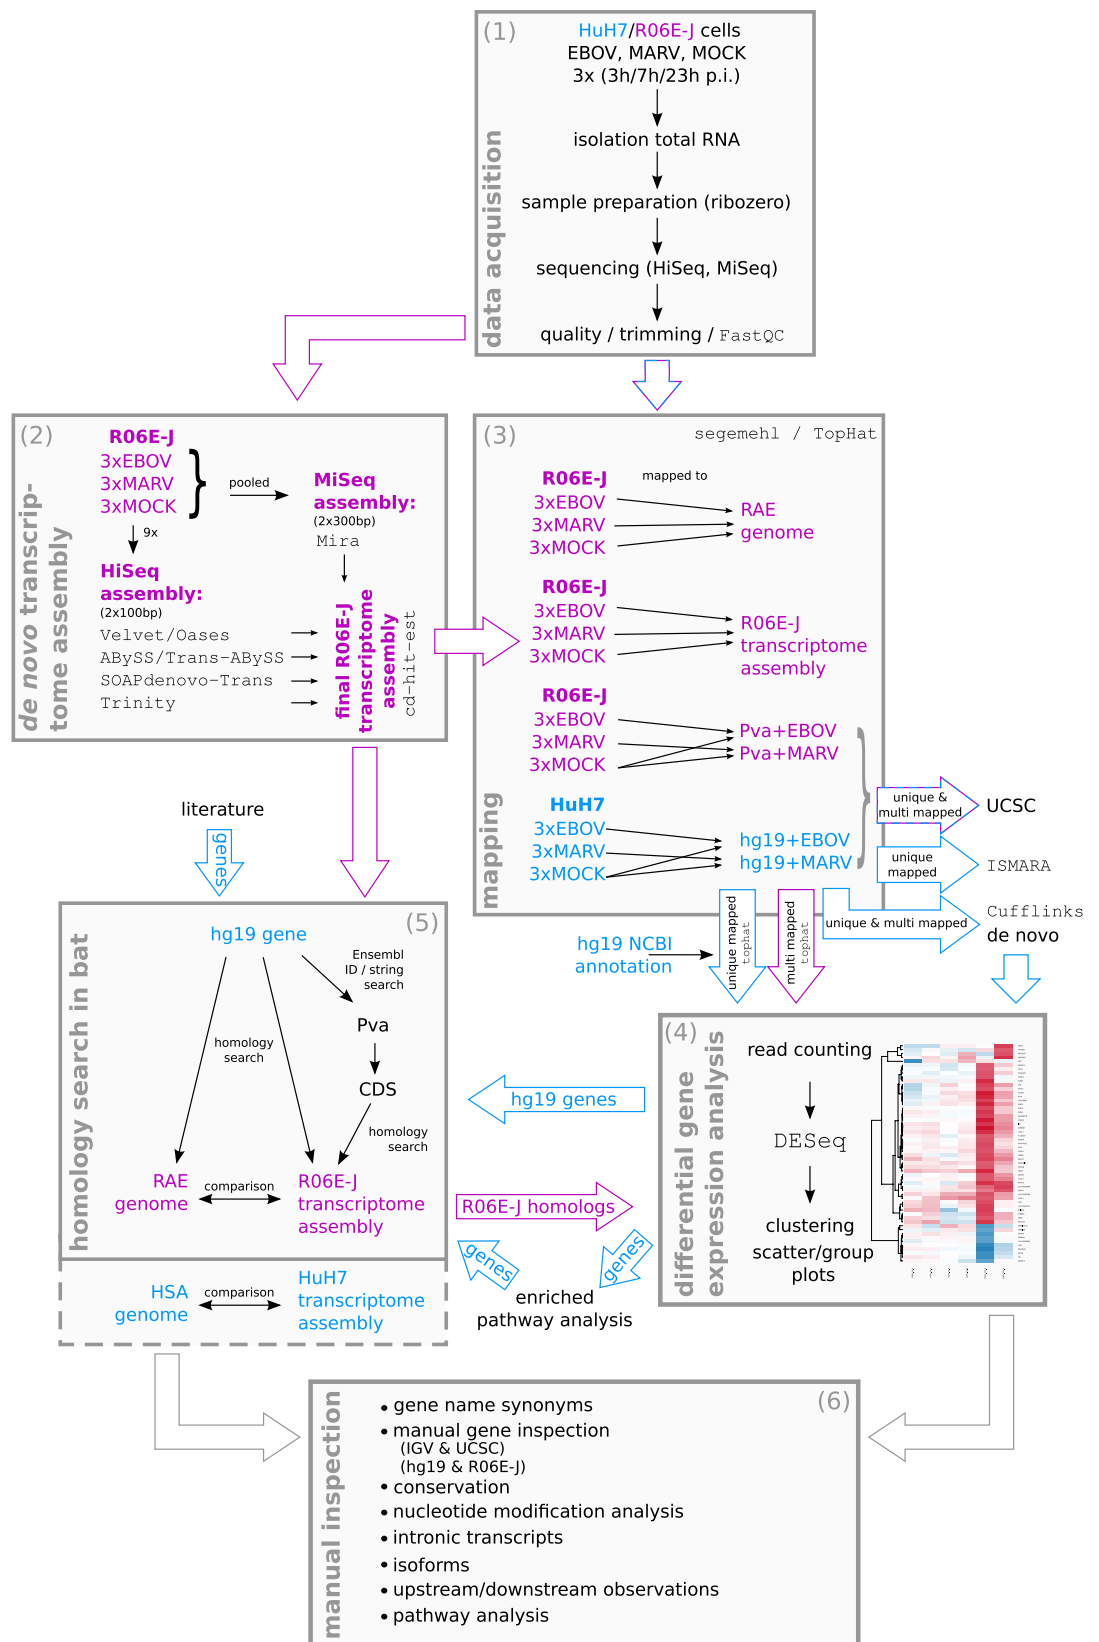 (1)
HuH7/R06E-J cells
EBOV, MARV, MOCK
3x (3h/7h/23h p.i.)
isolation total RNA
sample preparation (ribozero)
sequencing (HiSeq, MiSeq)
quality / trimming / FastQC
data acquisition
(2)
R06E-J
3xEBOV
3xMARV
3xMOCK
}
pooled
9x
MiSeq
assembly:
(2x300bp)
Mira
HiSeq
assembly:
(2x100bp)
Velvet/Oases
ABySS/Trans-ABySS
SOAPdenovo-Trans
Trinity
final R06E-J
transcriptome
assembly
cd-hit-est
de novo transcrip-
tome assembly
(3)
segemehl / TopHat
R06E-J
mapped to
3xEBOV
3xMARV
3xMOCK
RAE
genome
R06E-J
3xEBOV
3xMARV
3xMOCK
R06E-J
transcriptome
assembly
R06E-J
3xEBOV
3xMARV
3xMOCK
Pva+EBOV
Pva+MARV
HuH7
3xEBOV
3xMARV
3xMOCK
hg19+EBOV
hg19+MARV
}
mapping
unique &
multi mapped
UCSC
unique
mapped
ISMARA
unique & multi mapped
Cufflinks
de novo
unique mapped
tophat
multi mapped
tophat
hg19 NCBI
annotation
literature
genes
(5)
hg19 gene
Ensembl
ID / string
search
Pva
homology
search
CDS
homology
search
RAE
genome
comparison
R06E-J
transcriptome
assembly
homology search in bat
HSA
genome
comparison
HuH7
transcriptome
assembly
hg19 genes
R06E-J homologs
genes
genes
enriched
pathway analysis
(4)
read counting
DESeq
clustering
scatter/group
plots
differential gene
expression analysis
(6)
• gene name synonyms
• manual gene inspection
(IGV & UCSC)
(hg19 & R06E-J)
• conservation
• nucleotide modification analysis
• intronic transcripts
• isoforms
• upstream/downstream observations
• pathway analysis
manual inspection